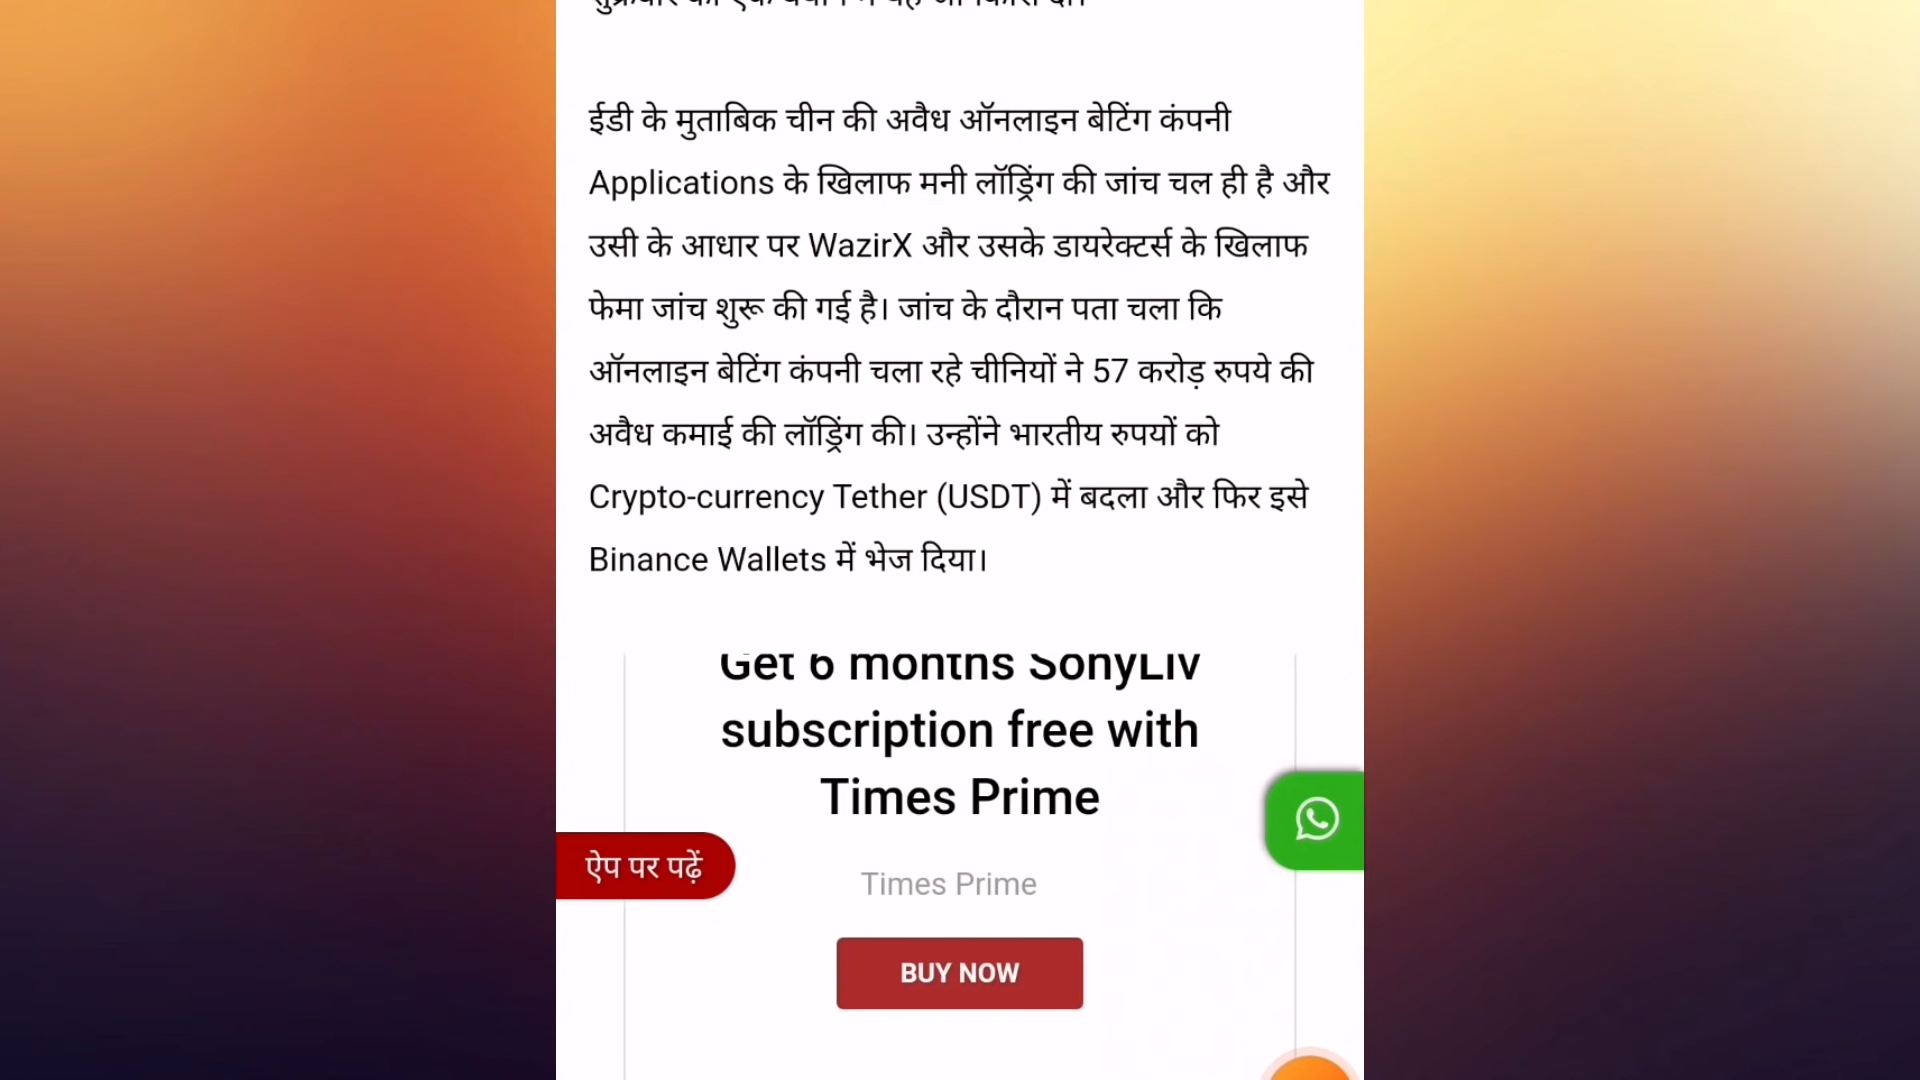 ईडी के मुताबिक चीन की अवैध ऑनलाइन बेटिंग कंपनी
Applications के खिलाफ मनी लॉड्रिंग की जांच चल ही है और
उसी के आधार पर WazirX और उसके डायरेक्टर्स के खिलाफ
फेमा जांच शुरू की गई है। जांच के दौरान पता चला कि
ऑनलाइन बेटिंग कंपनी चला रहे चीनियों ने 57 करोड़ रुपये की
अवैध कमाई की लॉड्रिंग की। उन्होंने भारतीय रुपयों को
Crypto-currency Tether (USDT) में बदला और फिर इसे
Binance Wallets में भेज दिया।
Get 6 months SonyLiv
subscription free with
Times Prime
ऐप पर पढ़ें
Times Prime
BUY NOW